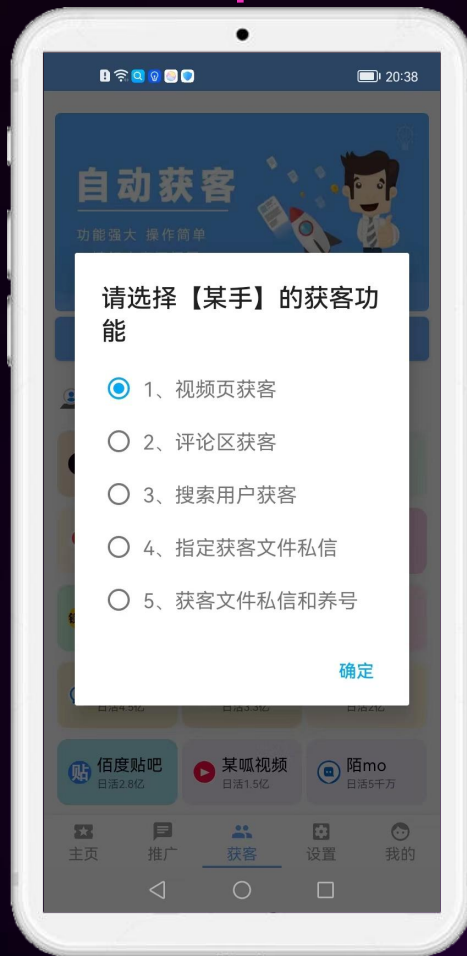 20:38
自动获客
功能强大 操作简单
请选择【某手】的获客功
能
1、视频页获客
2、评论区获客
3、搜索用户获客
4、指定获客文件私信
5、获客文件私信和养号
确定
日活4.5亿 日活3.3亿 日活2亿
贴 佰度贴吧 某呱视频 陌mo
日活2.8亿 日活1.5亿 日活5千万
主页 推广 获客 设置 我的